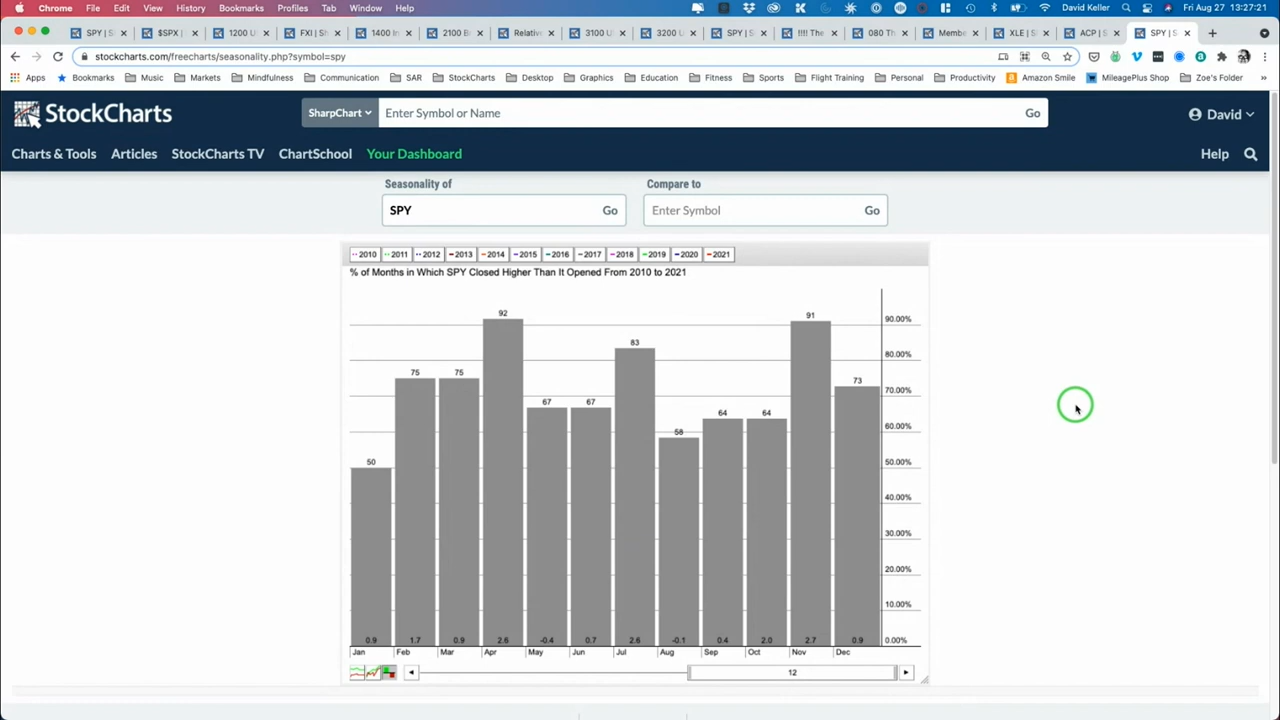 Chrome File Edit View History Bookmarks Profiles Tab Window Help David Keller Fri Aug 27 13:27:21
SPY | S $SPX | 1200 U FXI | Sh 1400 In 2100 B Relative 3100 U 3200 U SPY | S !!!! The 080 Th Membe XLE | S ACP | S SPY | S
stockcharts.com/freecharts/seasonality.php?symbol=spy
Apps Bookmarks Music Markets Mindfulness Communication SAR StockCharts Desktop Graphics Education Fitness Sports Flight Training Personal Productivity Amazon Smile MileagePlus Shop Zoe's Folder »
StockCharts SharpChart Enter Symbol or Name Go David
Charts & Tools Articles StockCharts TV ChartSchool Your Dashboard Help
Seasonality of Compare to
SPY Go Enter Symbol Go
2010 2011 2012 2013 2014 2015 2016 2017 2018 2019 2020 2021
% of Months in Which SPY Closed Higher Than It Opened From 2010 to 2021
92 91 90.00%
83 80.00%
75 75 73 70.00%
67 67 64 64 60.00%
58
50 50.00%
40.00%
30.00%
20.00%
10.00%
0.9 1.7 0.9 2.6 -0.4 0.7 2.6 -0.1 0.4 2.0 2.7 0.9 0.00%
Jan Feb Mar Apr May Jun Jul Aug Sep Oct Nov Dec
12